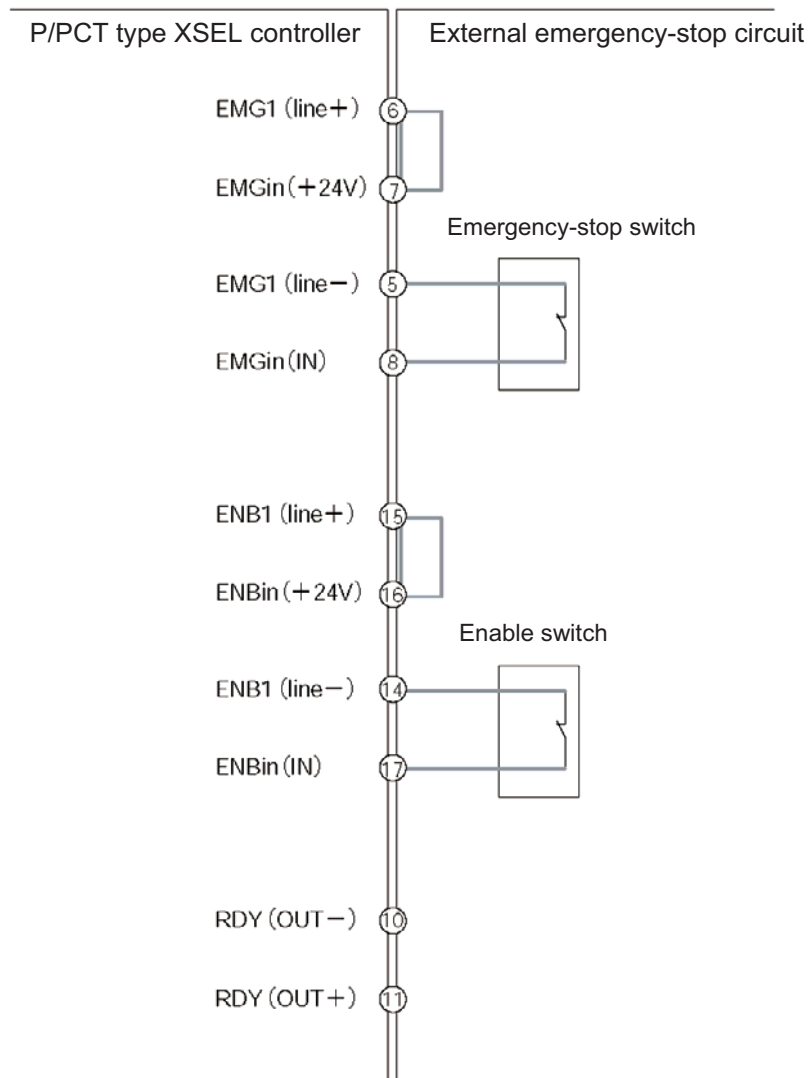 P/PCT type XSEL controller
External emergency-stop circuit
EMG1 (line+) 6
EMGin (+24V) 7
Emergency-stop switch
EMG1 (line−) 5
EMGin (IN) 8
ENB1 (line+) 15
ENBin (+24V) 16
Enable switch
ENB1 (line−) 14
ENBin (IN) 17
RDY (OUT−) 10
RDY (OUT+) 11